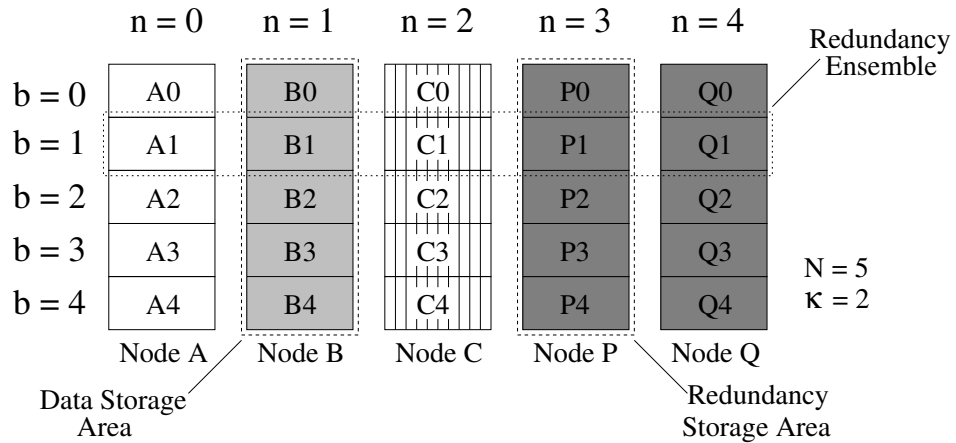 n = 0 n = 1 n = 2 n = 3 n = 4
Redundancy
Ensemble
b = 0 A0 B0 C0 P0 Q0
b = 1 A1 B1 C1 P1 Q1
b = 2 A2 B2 C2 P2 Q2
b = 3 A3 B3 C3 P3 Q3
N = 5
b = 4 A4 B4 C4 P4 Q4
κ = 2
Node A Node B Node C Node P Node Q
Data Storage
Area
Redundancy
Storage Area